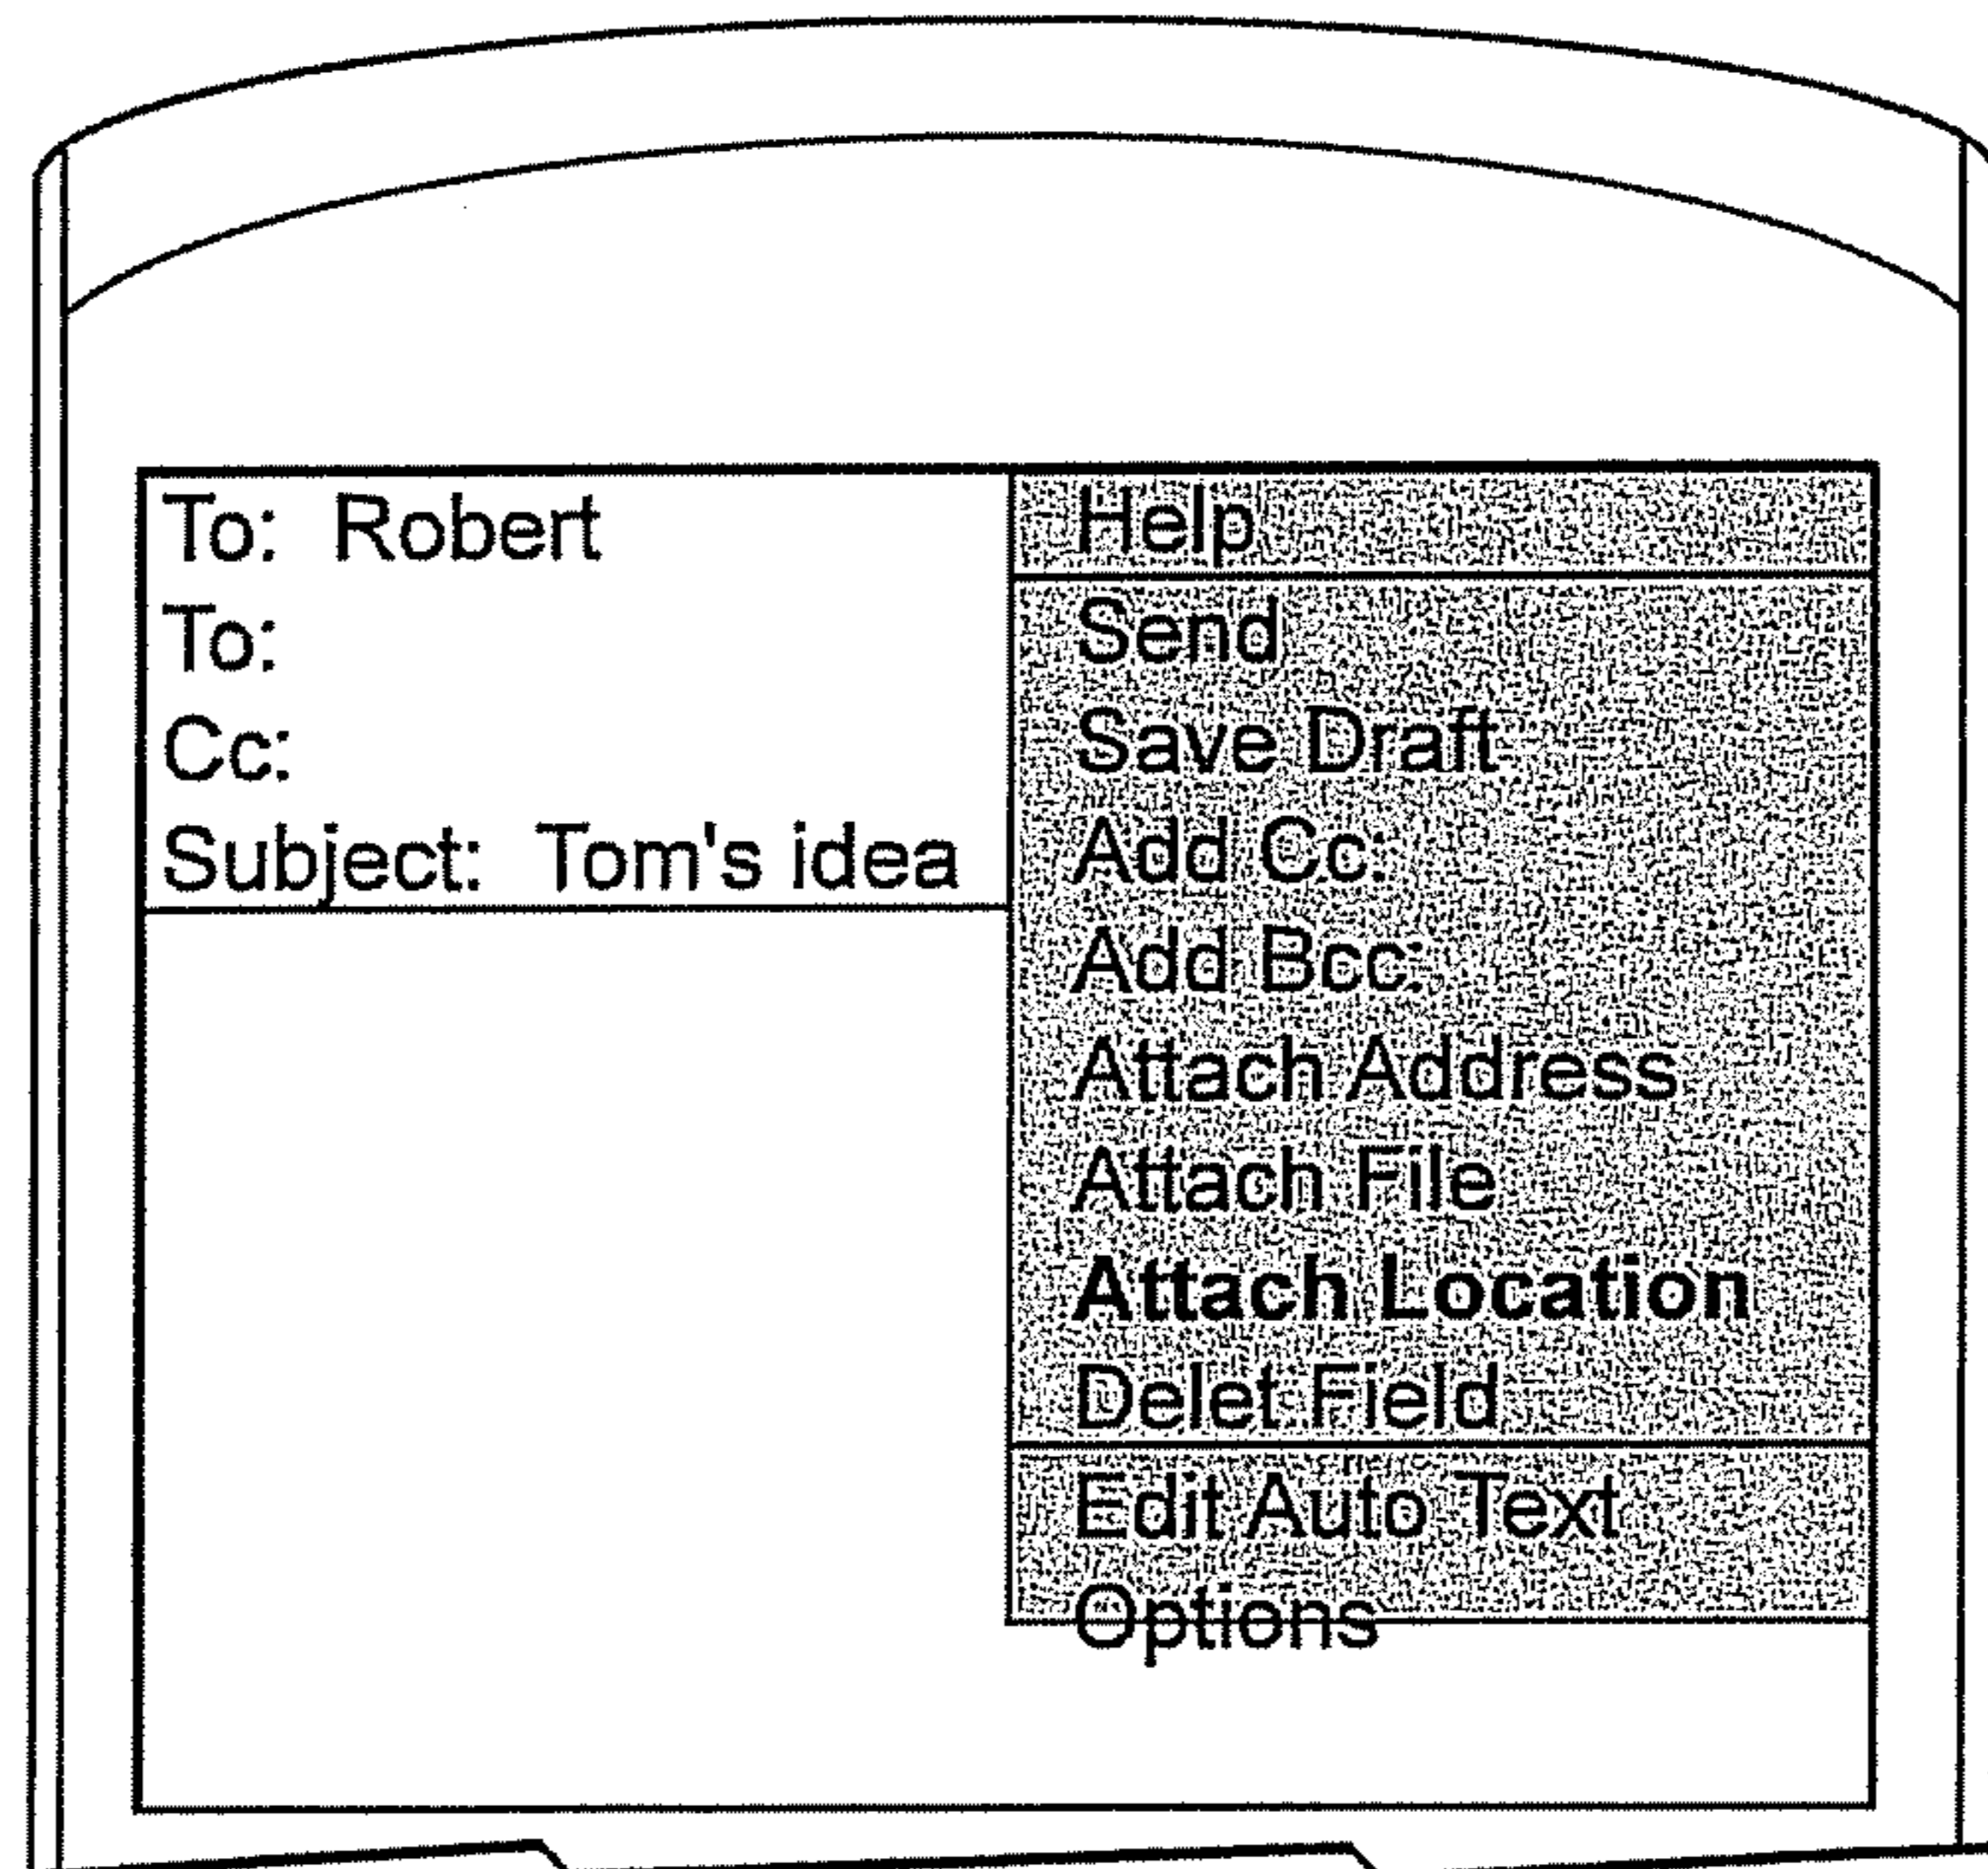 To: Robert
To:
Cc:
Subject: Tom's idea
Help
Send
Save Draft
Add Cc:
Add Bcc:
Attach Address
Attach File
Attach Location
Delet Field
Edit Auto Text
Options